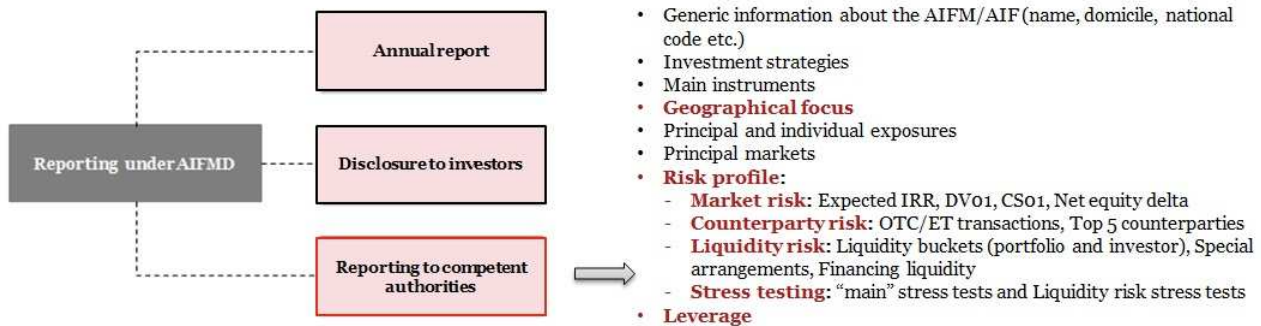 Reporting under AIFMD
Annual report
Disclosure to investors
Reporting to competent
authorities
• Generic information about the AIFM/AIF (name, domicile, national
code etc.)
• Investment strategies
• Main instruments
• Geographical focus
• Principal and individual exposures
• Principal markets
• Risk profile:
- Market risk: Expected IRR, DV01, CS01, Net equity delta
- Counterparty risk: OTC/ET transactions, Top 5 counterparties
- Liquidity risk: Liquidity buckets (portfolio and investor), Special
arrangements, Financing liquidity
- Stress testing: “main” stress tests and Liquidity risk stress tests
• Leverage